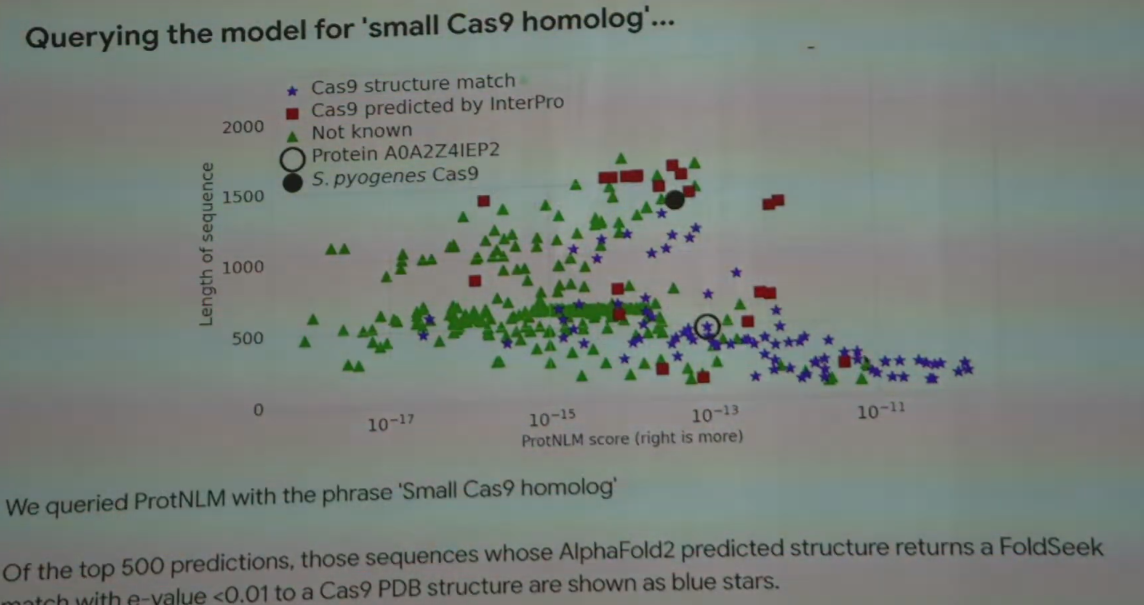 Querying the model for 'small Cas9 homolog'...
Cas9 structure match
Cas9 predicted by InterPro
Not known
Protein A0A2Z4IEP2
S. pyogenes Cas9
2000
1500
1000
500
0
Length of sequence
10⁻¹⁷
10⁻¹⁵
10⁻¹³
10⁻¹¹
ProtNLM score (right is more)
We queried ProtNLM with the phrase 'Small Cas9 homolog'
Of the top 500 predictions, those sequences whose AlphaFold2 predicted structure returns a FoldSeek
match with e-value <0.01 to a Cas9 PDB structure are shown as blue stars.